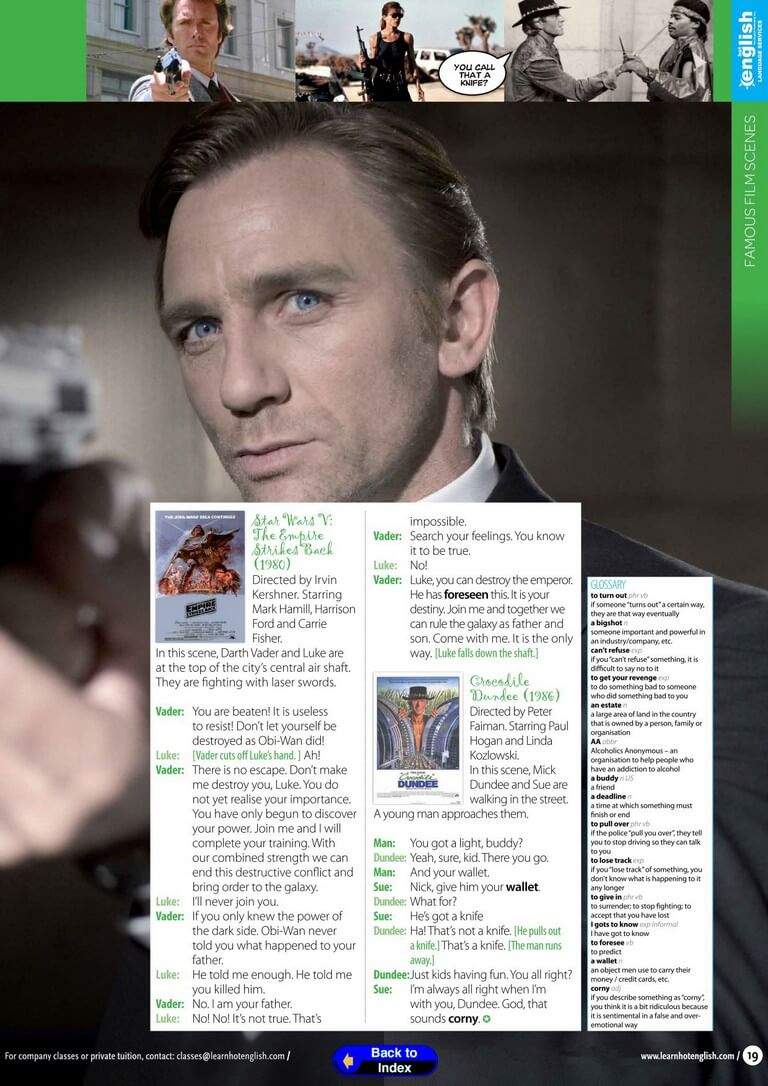 YOU CALL
THAT A
KNIFE?
hot
english
LANGUAGE SERVICES
FAMOUS FILM SCENES
THE STAR WARS SAGA CONTINUES
EMPIRE
Star Wars V:
The Empire
Strikes Back
(1980)
Directed by Irvin
Kershner. Starring
Mark Hamill, Harrison
Ford and Carrie
Fisher.
In this scene, Darth Vader and Luke are
at the top of the city's central air shaft.
They are fighting with laser swords.
Vader: You are beaten! It is useless
to resist! Don't let yourself be
destroyed as Obi-Wan did!
Luke: [Vader cuts off Luke's hand. ] Ah!
Vader: There is no escape. Don't make
me destroy you, Luke. You do
not yet realise your importance.
You have only begun to discover
your power. Join me and I will
complete your training. With
our combined strength we can
end this destructive conflict and
bring order to the galaxy.
Luke: I'll never join you.
Vader: If you only knew the power of
the dark side. Obi-Wan never
told you what happened to your
father.
Luke: He told me enough. He told me
you killed him.
Vader: No. I am your father.
Luke: No! No! It's not true. That's
impossible.
Vader: Search your feelings. You know
it to be true.
Luke: No!
Vader: Luke, you can destroy the emperor.
He has foreseen this. It is your
destiny. Join me and together we
can rule the galaxy as father and
son. Come with me. It is the only
way. [Luke falls down the shaft.]
DUNDEE
Crocodile
Dundee (1986)
Directed by Peter
Faiman. Starring Paul
Hogan and Linda
Kozlowski.
In this scene, Mick
Dundee and Sue are
walking in the street.
A young man approaches them.
Man: You got a light, buddy?
Dundee: Yeah, sure, kid. There you go.
Man: And your wallet.
Sue: Nick, give him your wallet.
Dundee: What for?
Sue: He's got a knife
Dundee: Ha! That's not a knife. [He pulls out
a knife.] That's a knife. [The man runs
away.]
Dundee: Just kids having fun. You all right?
Sue: I'm always all right when I'm
with you, Dundee. God, that
sounds corny.
GLOSSARY
to turn out phr vb
if someone "turns out" a certain way,
they are that way eventually
a bigshot n
someone important and powerful in
an industry/company, etc.
can't refuse exp
if you "can't refuse" something, it is
difficult to say no to it
to get your revenge exp
to do something bad to someone
who did something bad to you
an estate n
a large area of land in the country
that is owned by a person, family or
organisation
AA abbr
Alcoholics Anonymous – an
organisation to help people who
have an addiction to alcohol
a buddy n US
a friend
a deadline n
a time at which something must
finish or end
to pull over phr vb
if the police "pull you over", they tell
you to stop driving so they can talk
to you
to lose track exp
if you "lose track" of something, you
don't know what is happening to it
any longer
to give in phr vb
to surrender; to stop fighting; to
accept that you have lost
I gots to know exp informal
I have got to know
to foresee vb
to predict
a wallet n
an object men use to carry their
money / credit cards, etc.
corny adj
if you describe something as "corny",
you think it is a bit ridiculous because
it is sentimental in a false and over-
emotional way
For company classes or private tuition, contact: classes@learnhotenglish.com /
Back to
Index
www.learnhotenglish.com / 19